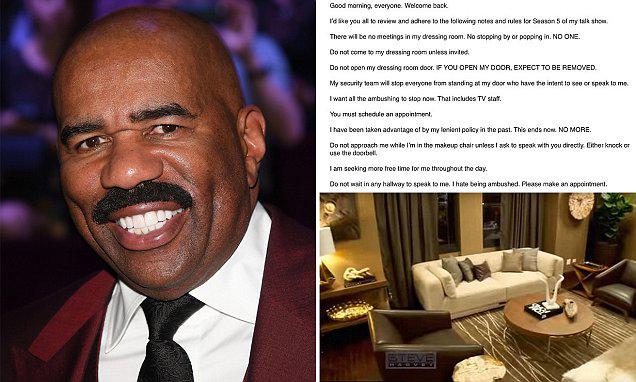 Good morning, everyone. Welcome back.
I'd like you all to review and adhere to the following notes and rules for Season 5 of my talk show.
There will be no meetings in my dressing room. No stopping by or popping in. NO ONE.
Do not come to my dressing room unless invited.
Do not open my dressing room door. IF YOU OPEN MY DOOR, EXPECT TO BE REMOVED.
My security team will stop everyone from standing at my door who have the intent to see or speak to me.
I want all the ambushing to stop now. That includes TV staff.
You must schedule an appointment.
I have been taken advantage of by my lenient policy in the past. This ends now. NO MORE.
Do not approach me while I'm in the makeup chair unless I ask to speak with you directly. Either knock or
use the doorbell.
I am seeking more free time for me throughout the day.
Do not wait in any hallway to speak to me. I hate being ambushed. Please make an appointment.
STEVE
HARVEY